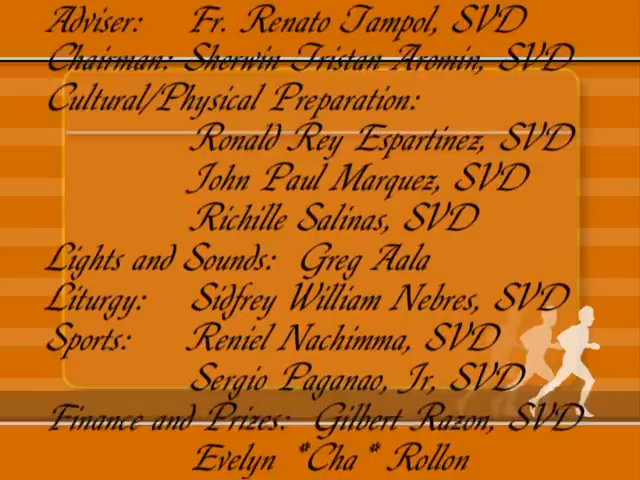 Adviser: Fr. Renato Tampol, SVD
Chairman: Sherwin Tristan Aromin, SVD
Cultural/Physical Preparation:
Ronald Rey Espartinez, SVD
John Paul Marquez, SVD
Richille Salinas, SVD
Lights and Sounds: Greg Aala
Liturgy: Sidfrey William Nebres, SVD
Sports: Reniel Nachimma, SVD
Sergio Paganao, Jr, SVD
Finance and Prizes: Gilbert Razon, SVD
Evelyn *Cha * Rollon